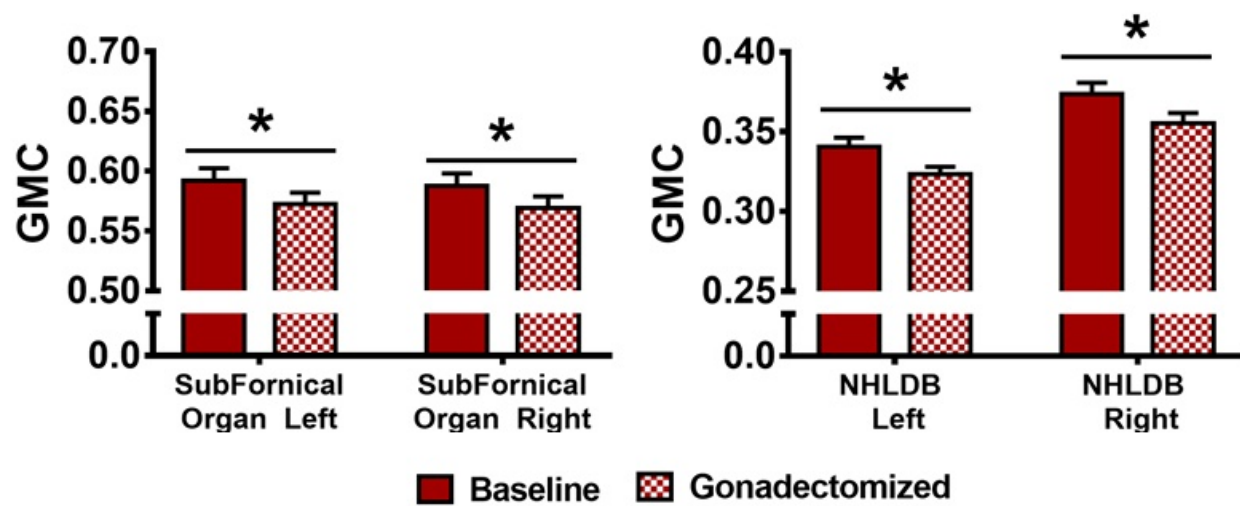 GMC
0.70
0.65
0.60
0.55
0.50
0.0
*
*
SubFornical
Organ Left
SubFornical
Organ Right
GMC
0.40
0.35
0.30
0.25
0.0
*
*
NHLDB
Left
NHLDB
Right
Baseline
Gonadectomized